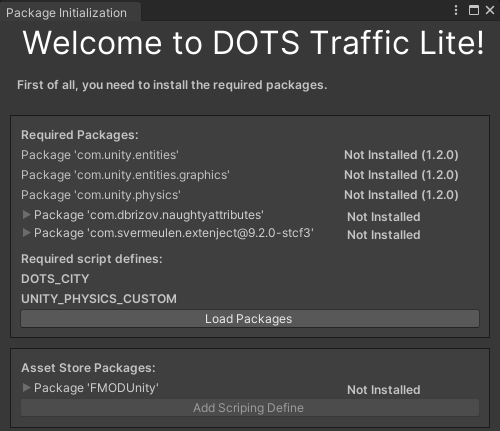 Package Initialization
Welcome to DOTS Traffic Lite!
First of all, you need to install the required packages.
Required Packages:
Package 'com.unity.entities' Not Installed (1.2.0)
Package 'com.unity.entities.graphics' Not Installed (1.2.0)
Package 'com.unity.physics' Not Installed (1.2.0)
Package 'com.dbrizov.naughtyattributes' Not Installed
Package 'com.svermeulen.extenject@9.2.0-stcf3' Not Installed
Required script defines:
DOTS_CITY
UNITY_PHYSICS_CUSTOM
Load Packages
Asset Store Packages:
Package 'FMODUnity' Not Installed
Add Scriping Define